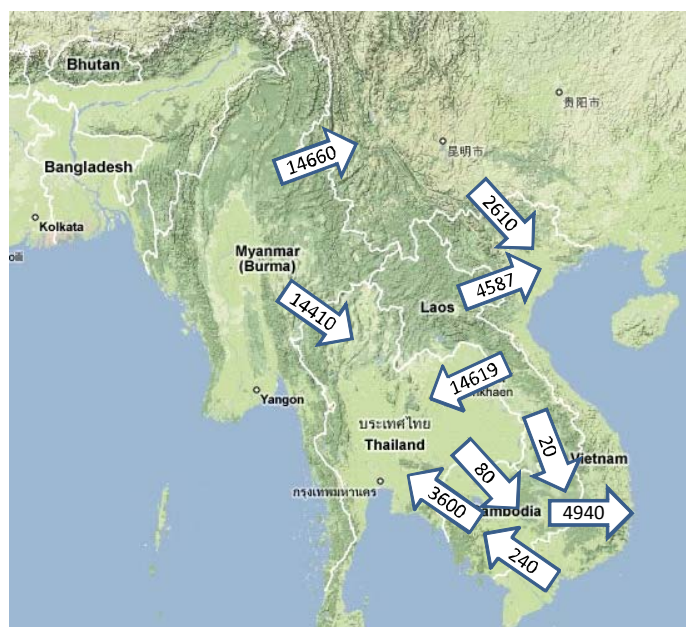 Bhutan
贵阳市
昆明市
14660
Bangladesh
2610
Kolkata
Myanmar
(Burma)
4587
Laos
14410
14619
Yangon
ประเทศไทย
Thailand
20
Vietnam
80
กรุงเทพมหานคร
3600
4940
240